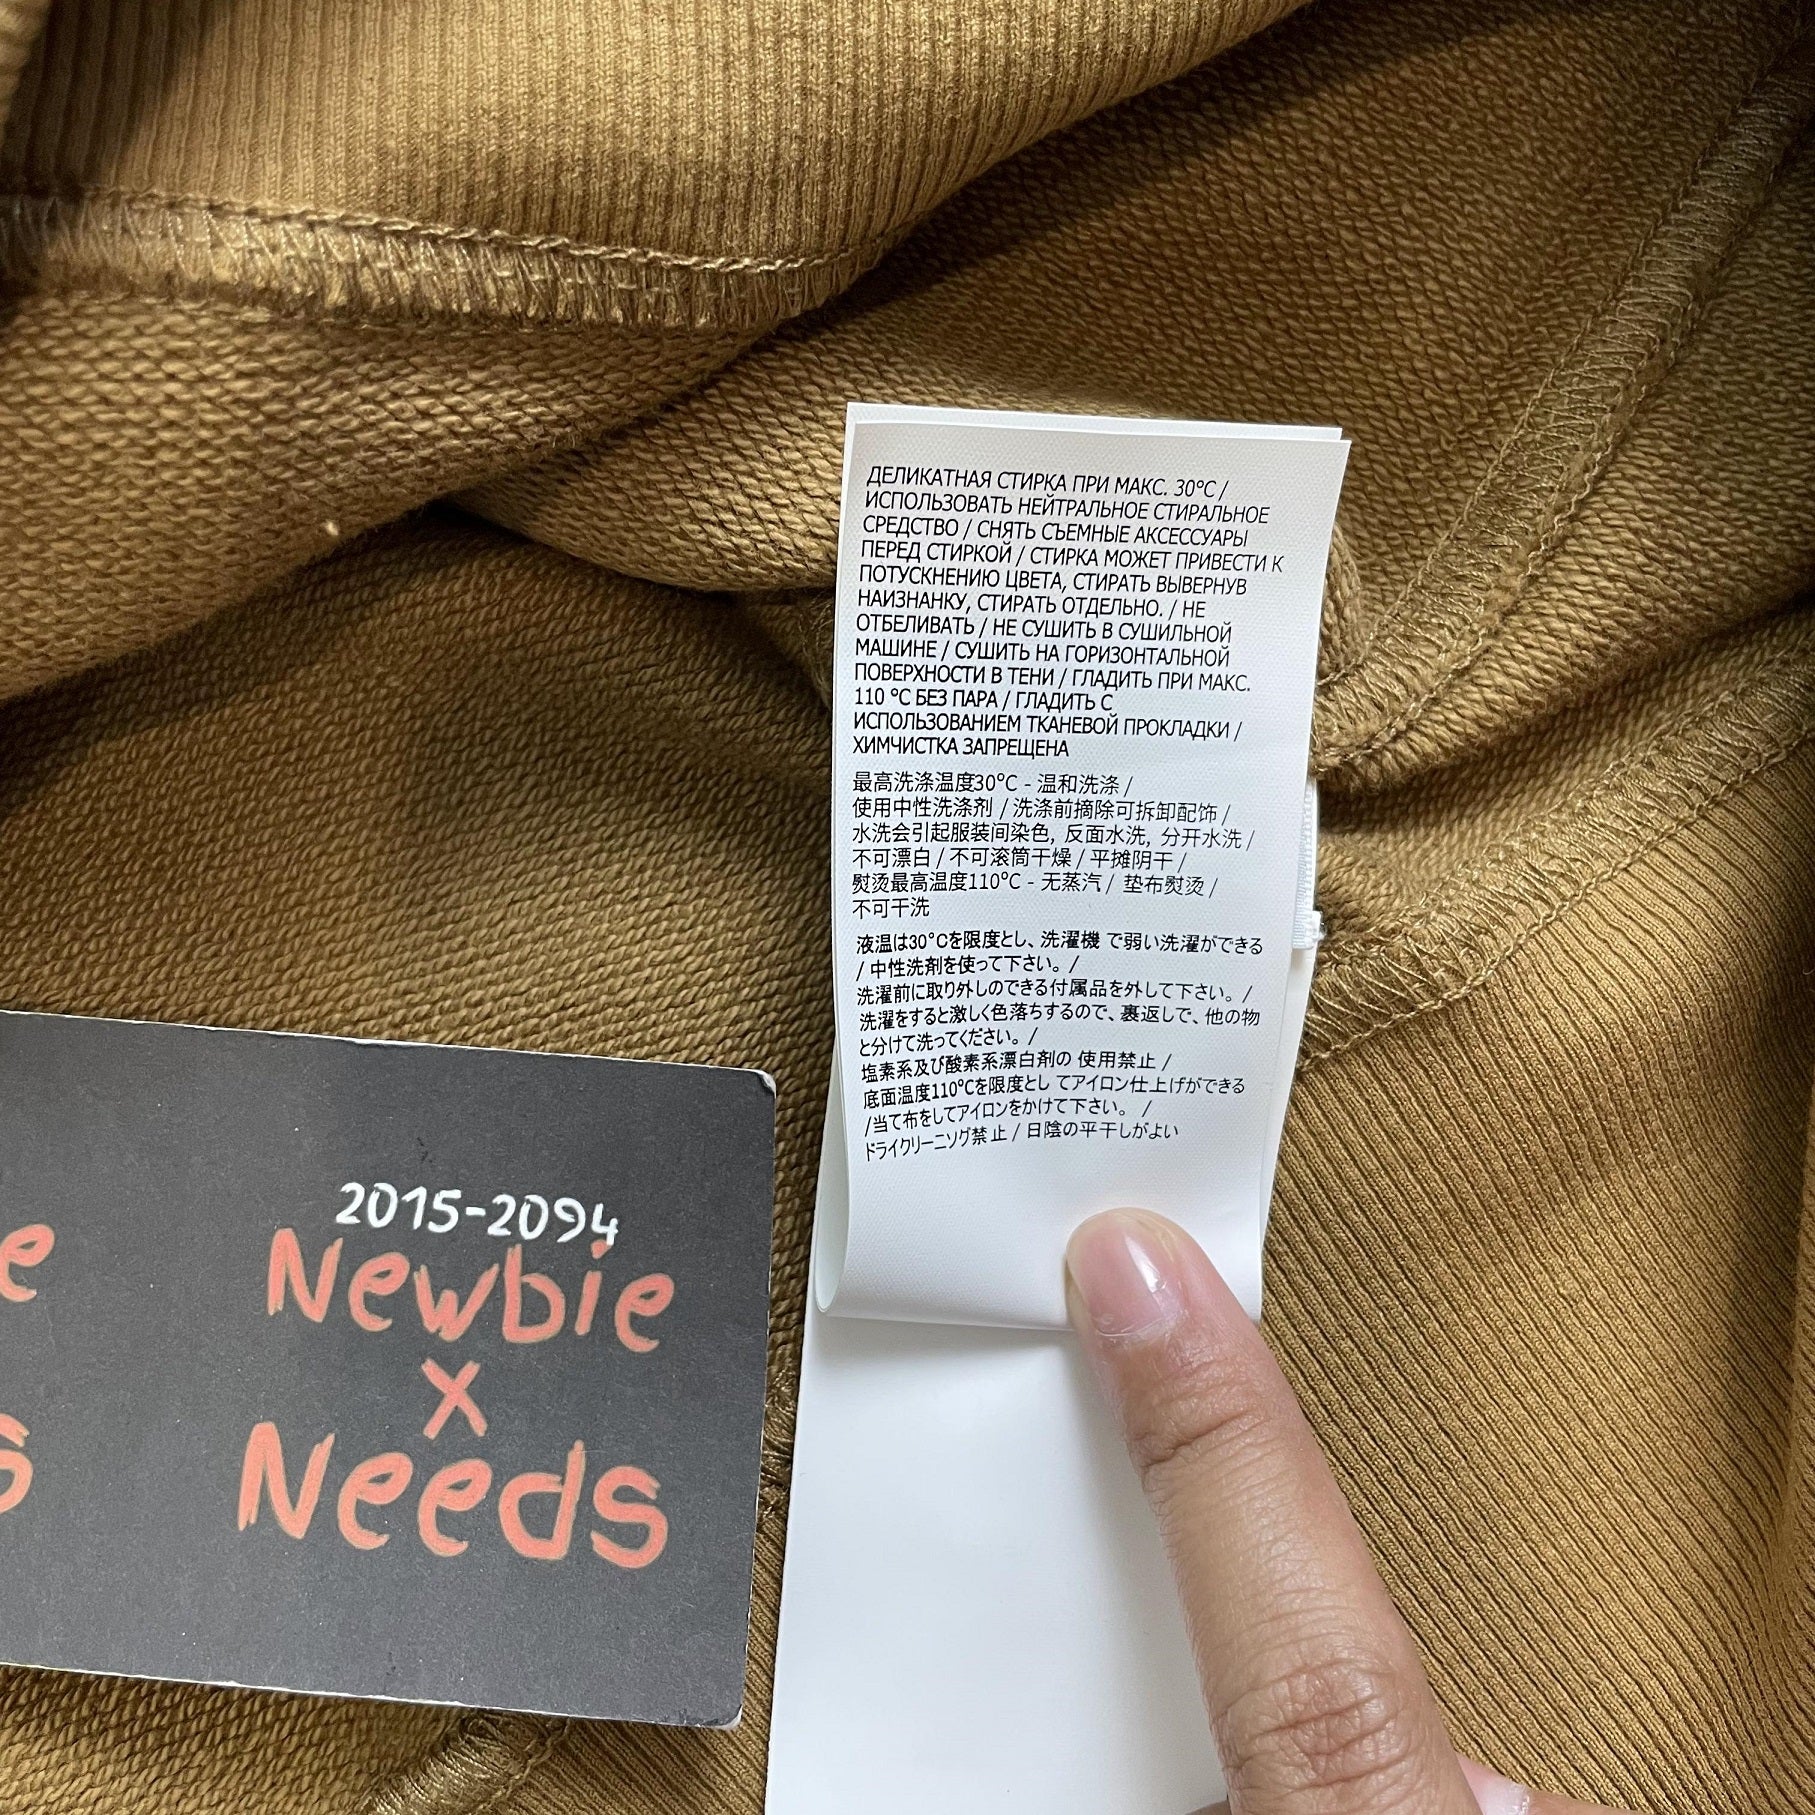 ДЕЛИКАТНАЯ СТИРКА ПРИ МАКС. 30°C /
ИСПОЛЬЗОВАТЬ НЕЙТРАЛЬНОЕ СТИРАЛЬНОЕ
СРЕДСТВО / СНЯТЬ СЪЕМНЫЕ АКСЕССУАРЫ
ПЕРЕД СТИРКОЙ / СТИРКА МОЖЕТ ПРИВЕСТИ К
ПОТУСКНЕНИЮ ЦВЕТА, СТИРАТЬ ВЫВЕРНУВ
НАИЗНАНКУ, СТИРАТЬ ОТДЕЛЬНО. / НЕ
ОТБЕЛИВАТЬ / НЕ СУШИТЬ В СУШИЛЬНОЙ
МАШИНЕ / СУШИТЬ НА ГОРИЗОНТАЛЬНОЙ
ПОВЕРХНОСТИ В ТЕНИ / ГЛАДИТЬ ПРИ МАКС.
110 °C БЕЗ ПАРА / ГЛАДИТЬ С
ИСПОЛЬЗОВАНИЕМ ТКАНЕВОЙ ПРОКЛАДКИ /
ХИМЧИСТКА ЗАПРЕЩЕНА
最高洗涤温度30°C - 温和洗涤 /
使用中性洗涤剂 / 洗涤前摘除可拆卸配饰 /
水洗会引起服装间染色, 反面水洗, 分开水洗 /
不可漂白 / 不可滚筒干燥 / 平摊阴干 /
熨烫最高温度110°C - 无蒸汽 / 垫布熨烫 /
不可干洗
液温は30°Cを限度とし、洗濯機 で弱い洗濯ができる
/ 中性洗剤を使って下さい。 /
洗濯前に取り外しのできる付属品を外して下さい。 /
洗濯をすると激しく色落ちするので、裏返しで、他の物
と分けて洗ってください。 /
塩素系及び酸素系漂白剤の 使用禁止 /
底面温度110°Cを限度とし てアイロン仕上げができる
/当て布をしてアイロンをかけて下さい。 /
ドライクリーニソグ禁止 / 日陰の平干しがよい
2015-2094
Newbie
x
Needs
e
s